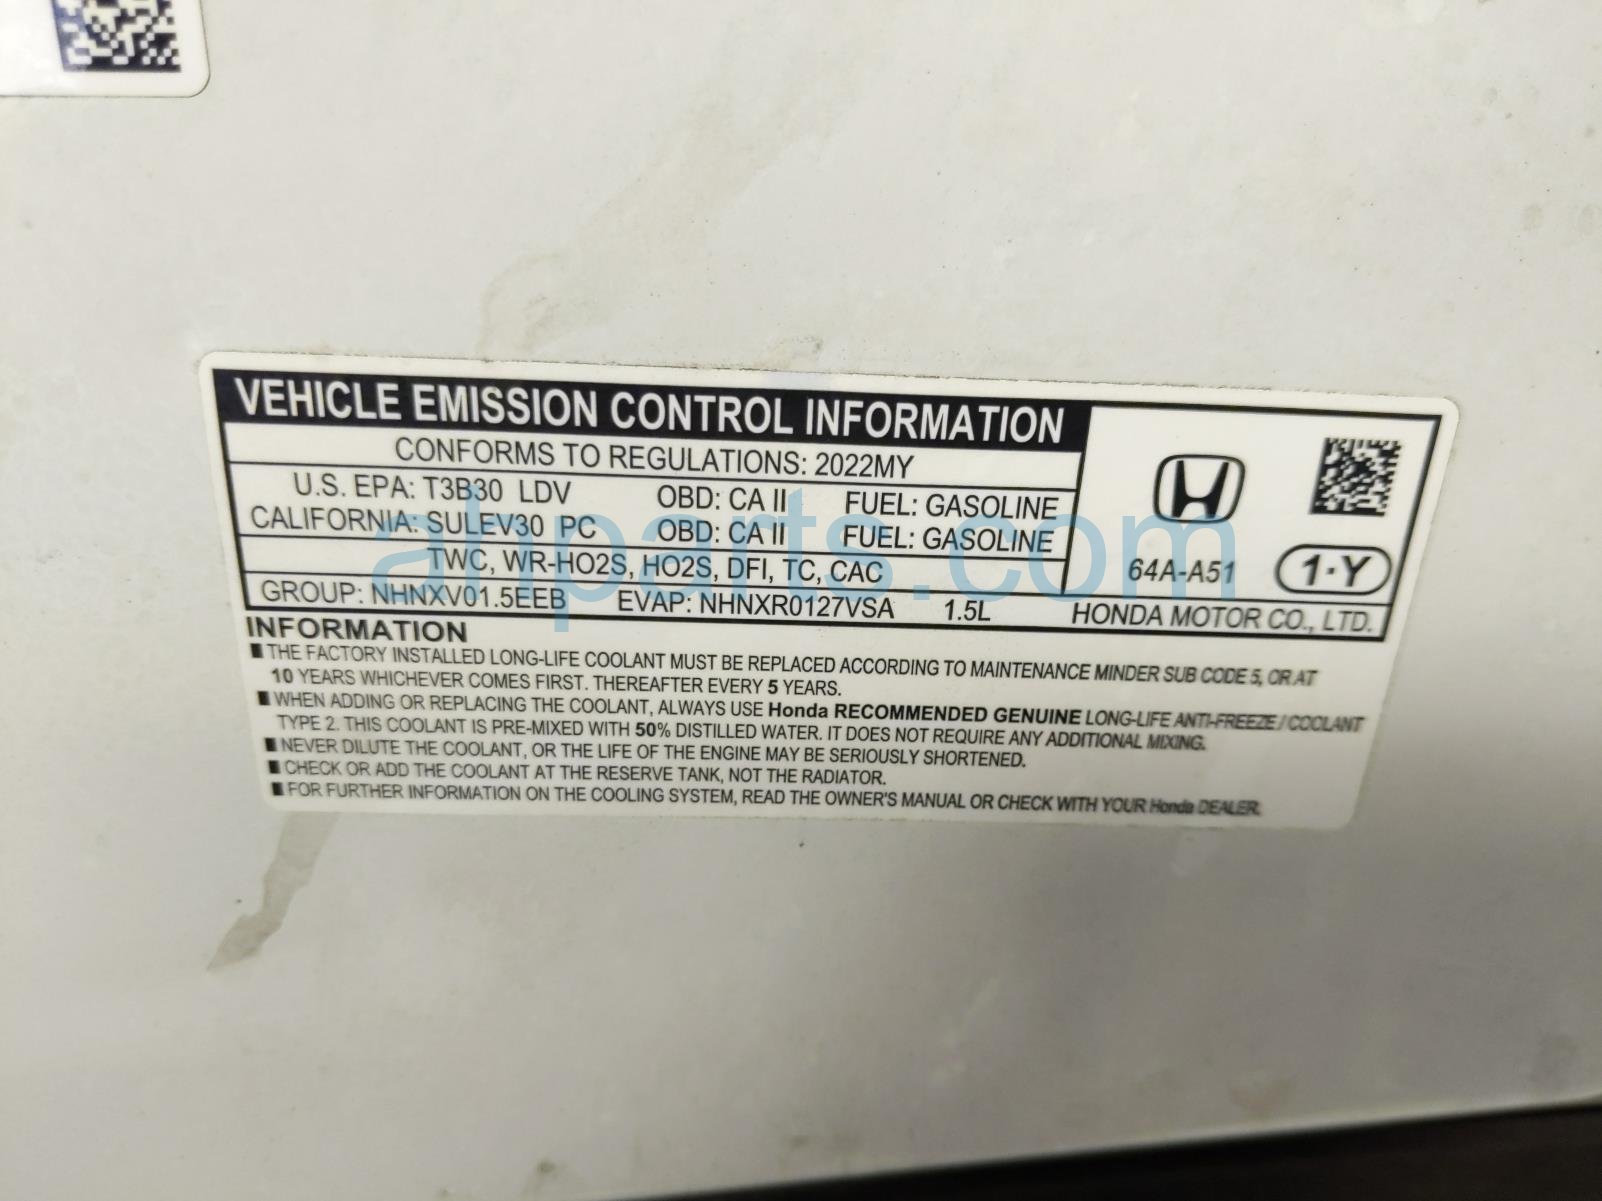 VEHICLE EMISSION CONTROL INFORMATION
CONFORMS TO REGULATIONS: 2022MY
U.S. EPA: T3B30 LDV OBD: CA II FUEL: GASOLINE
CALIFORNIA: SULEV30 PC OBD: CA II FUEL: GASOLINE
TWC, WR-HO2S, HO2S, DFI, TC, CAC
64A-A51 1·Y
GROUP: NHNXV01.5EEB EVAP: NHNXR0127VSA 1.5L HONDA MOTOR CO., LTD.
INFORMATION
■ THE FACTORY INSTALLED LONG-LIFE COOLANT MUST BE REPLACED ACCORDING TO MAINTENANCE MINDER SUB CODE 5, OR AT
10 YEARS WHICHEVER COMES FIRST. THEREAFTER EVERY 5 YEARS.
■ WHEN ADDING OR REPLACING THE COOLANT, ALWAYS USE Honda RECOMMENDED GENUINE LONG-LIFE ANTI-FREEZE / COOLANT
TYPE 2. THIS COOLANT IS PRE-MIXED WITH 50% DISTILLED WATER. IT DOES NOT REQUIRE ANY ADDITIONAL MIXING.
■ NEVER DILUTE THE COOLANT, OR THE LIFE OF THE ENGINE MAY BE SERIOUSLY SHORTENED.
■ CHECK OR ADD THE COOLANT AT THE RESERVE TANK, NOT THE RADIATOR.
■ FOR FURTHER INFORMATION ON THE COOLING SYSTEM, READ THE OWNER'S MANUAL OR CHECK WITH YOUR Honda DEALER.
ahparts.com